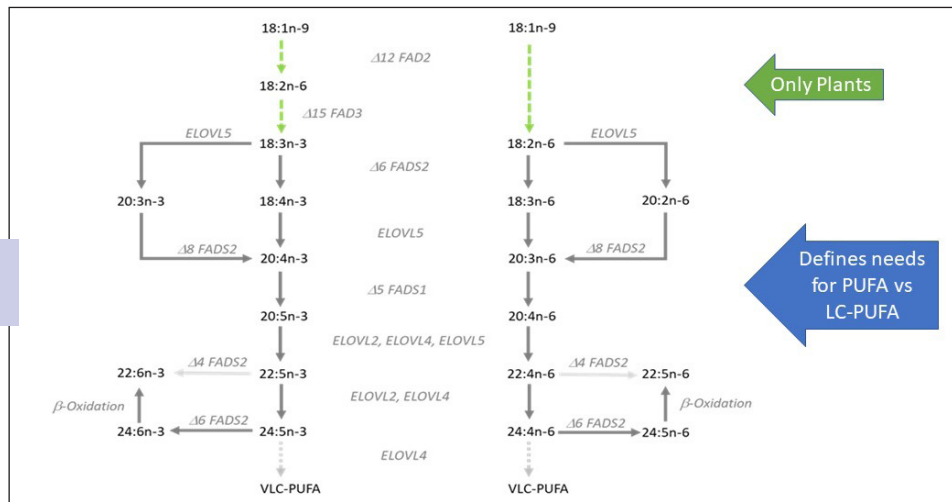 18:1n-9 18:1n-9
Δ12 FAD2
Only Plants
18:2n-6
Δ15 FAD3
ELOVL5 ELOVL5
18:3n-3 18:2n-6
Δ6 FADS2
20:3n-3 18:4n-3 18:3n-6 20:2n-6
ELOVL5
Δ8 FADS2 Δ8 FADS2
20:4n-3 20:3n-6
Defines needs
for PUFA vs
LC-PUFA
Δ5 FADS1
20:5n-3 20:4n-6
ELOVL2, ELOVL4, ELOVL5
Δ4 FADS2 Δ4 FADS2
22:6n-3 22:5n-3 22:4n-6 22:5n-6
β-Oxidation ELOVL2, ELOVL4 β-Oxidation
Δ6 FADS2 Δ6 FADS2
24:6n-3 24:5n-3 24:4n-6 24:5n-6
ELOVL4
VLC-PUFA VLC-PUFA